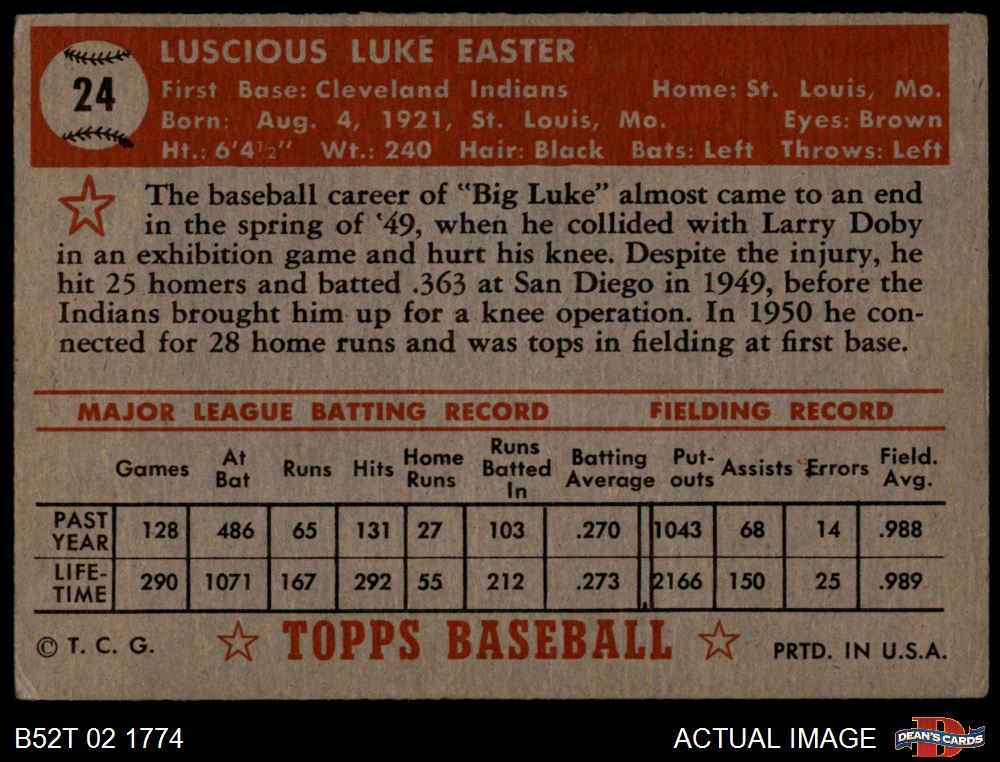 24
LUSCIOUS LUKE EASTER
First Base: Cleveland Indians Home: St. Louis, Mo.
Born: Aug. 4, 1921, St. Louis, Mo. Eyes: Brown
Ht.: 6'4½" Wt.: 240 Hair: Black Bats: Left Throws: Left
The baseball career of "Big Luke" almost came to an end
in the spring of '49, when he collided with Larry Doby
in an exhibition game and hurt his knee. Despite the injury, he
hit 25 homers and batted .363 at San Diego in 1949, before the
Indians brought him up for a knee operation. In 1950 he con-
nected for 28 home runs and was tops in fielding at first base.
MAJOR LEAGUE BATTING RECORD FIELDING RECORD
Games At Bat Runs Hits Home Runs Runs Batted In Batting Average Put-outs Assists Errors Field. Avg.
PAST YEAR 128 486 65 131 27 103 .270 1043 68 14 .988
LIFE-TIME 290 1071 167 292 55 212 .273 2166 150 25 .989
© T. C. G. TOPPS BASEBALL PRTD. IN U.S.A.
B52T 02 1774 ACTUAL IMAGE D DEAN'S CARDS